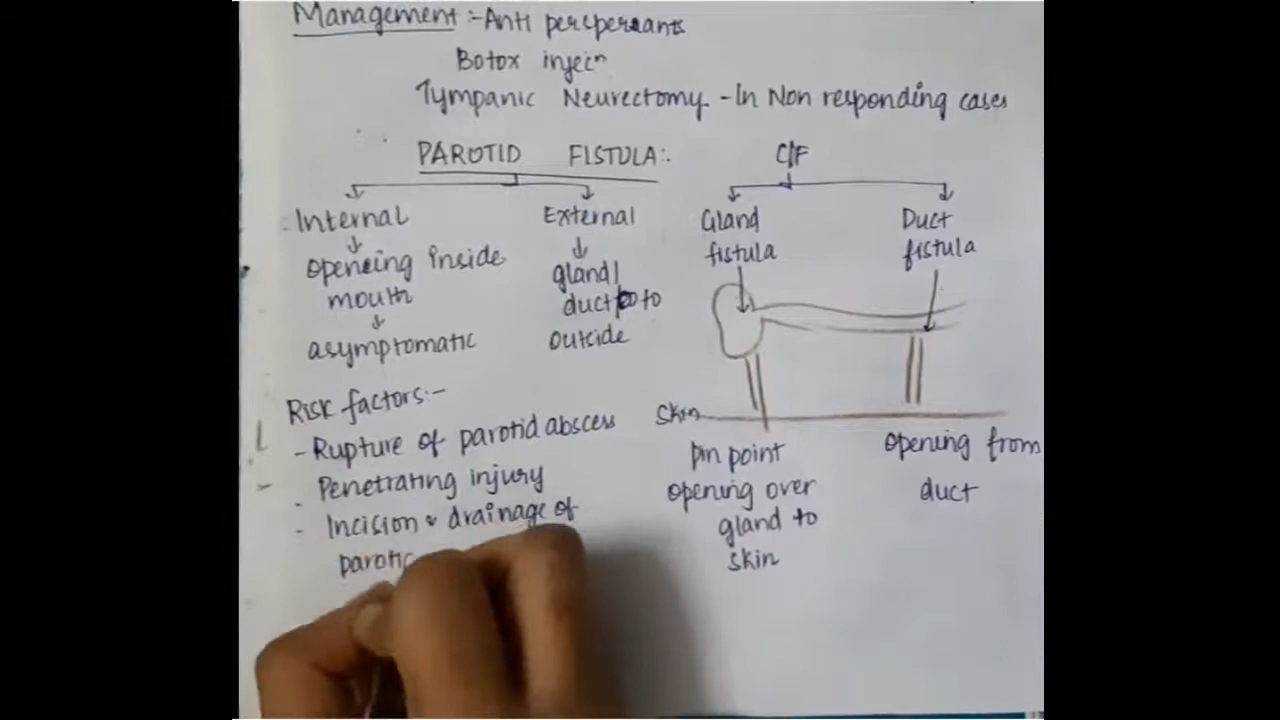 Management :- Anti perspirants
Botox injecn
Tympanic Neurectomy - In Non responding cases
PAROTID FISTULA:.
Internal
opening inside
mouth
asymptomatic
External
gland/
duct to
outside
Risk factors:-
- Rupture of parotid abscess
- Penetrating injury
- Incision & drainage of
parotic
C/F
Gland
fistula
Duct
fistula
Skin
pin point
opening over
gland to
skin
opening from
duct